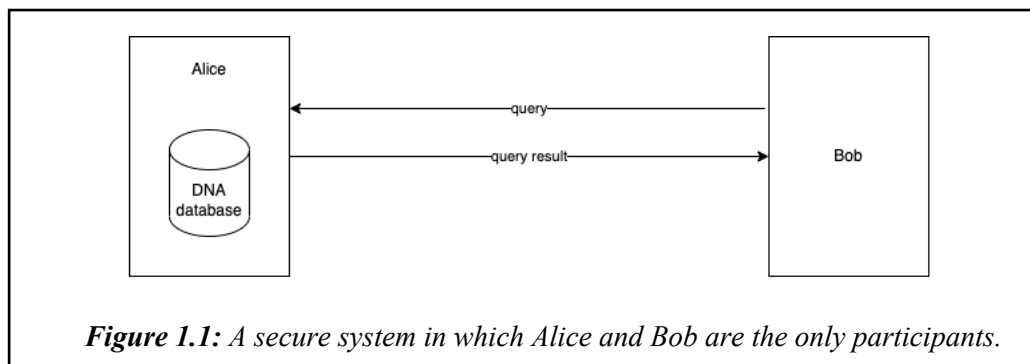 Alice
query
query result
Bob
DNA
database
Figure 1.1: A secure system in which Alice and Bob are the only participants.